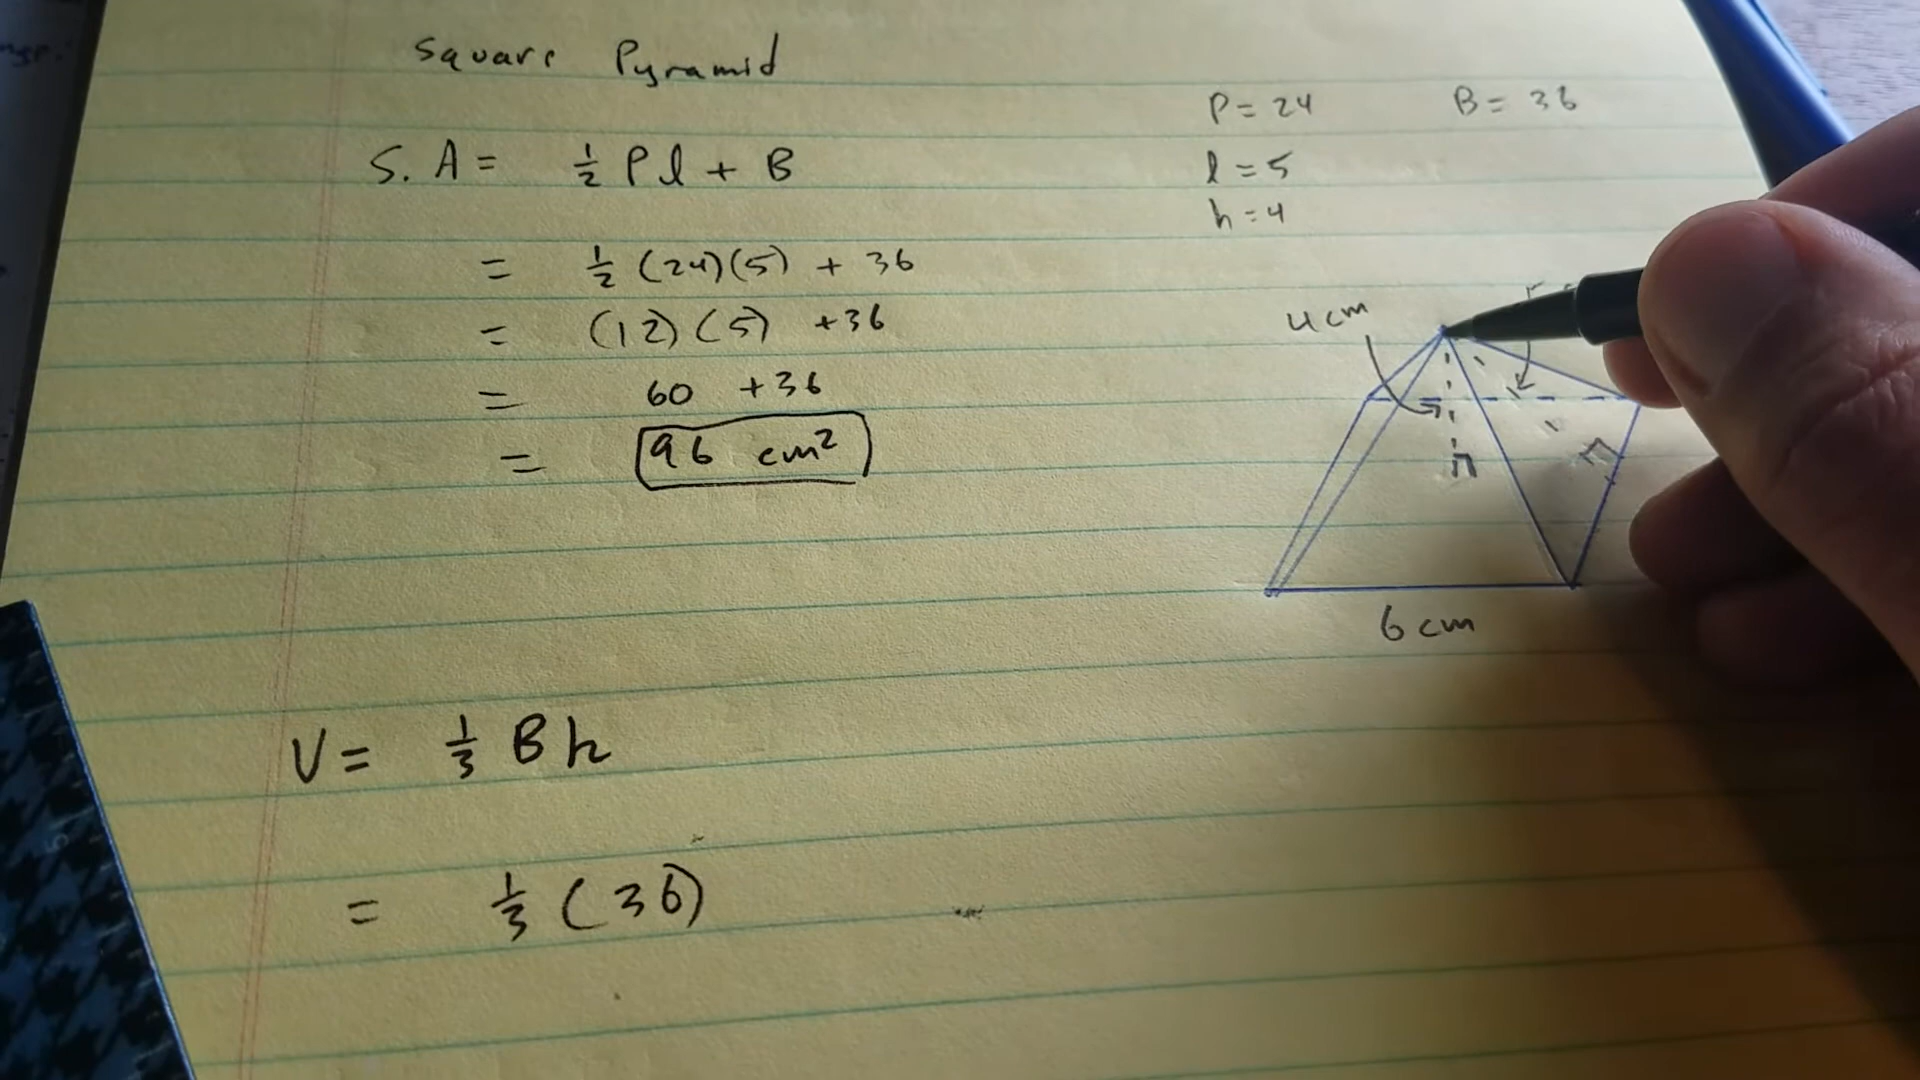 Square Pyramid
P = 24 B = 36
S. A = 1/2 P l + B
l = 5
h = 4
= 1/2 (24)(5) + 36
= (12)(5) + 36
= 60 + 36
= 96 cm²
4 cm
6 cm
V = 1/3 B h
= 1/3 (36)